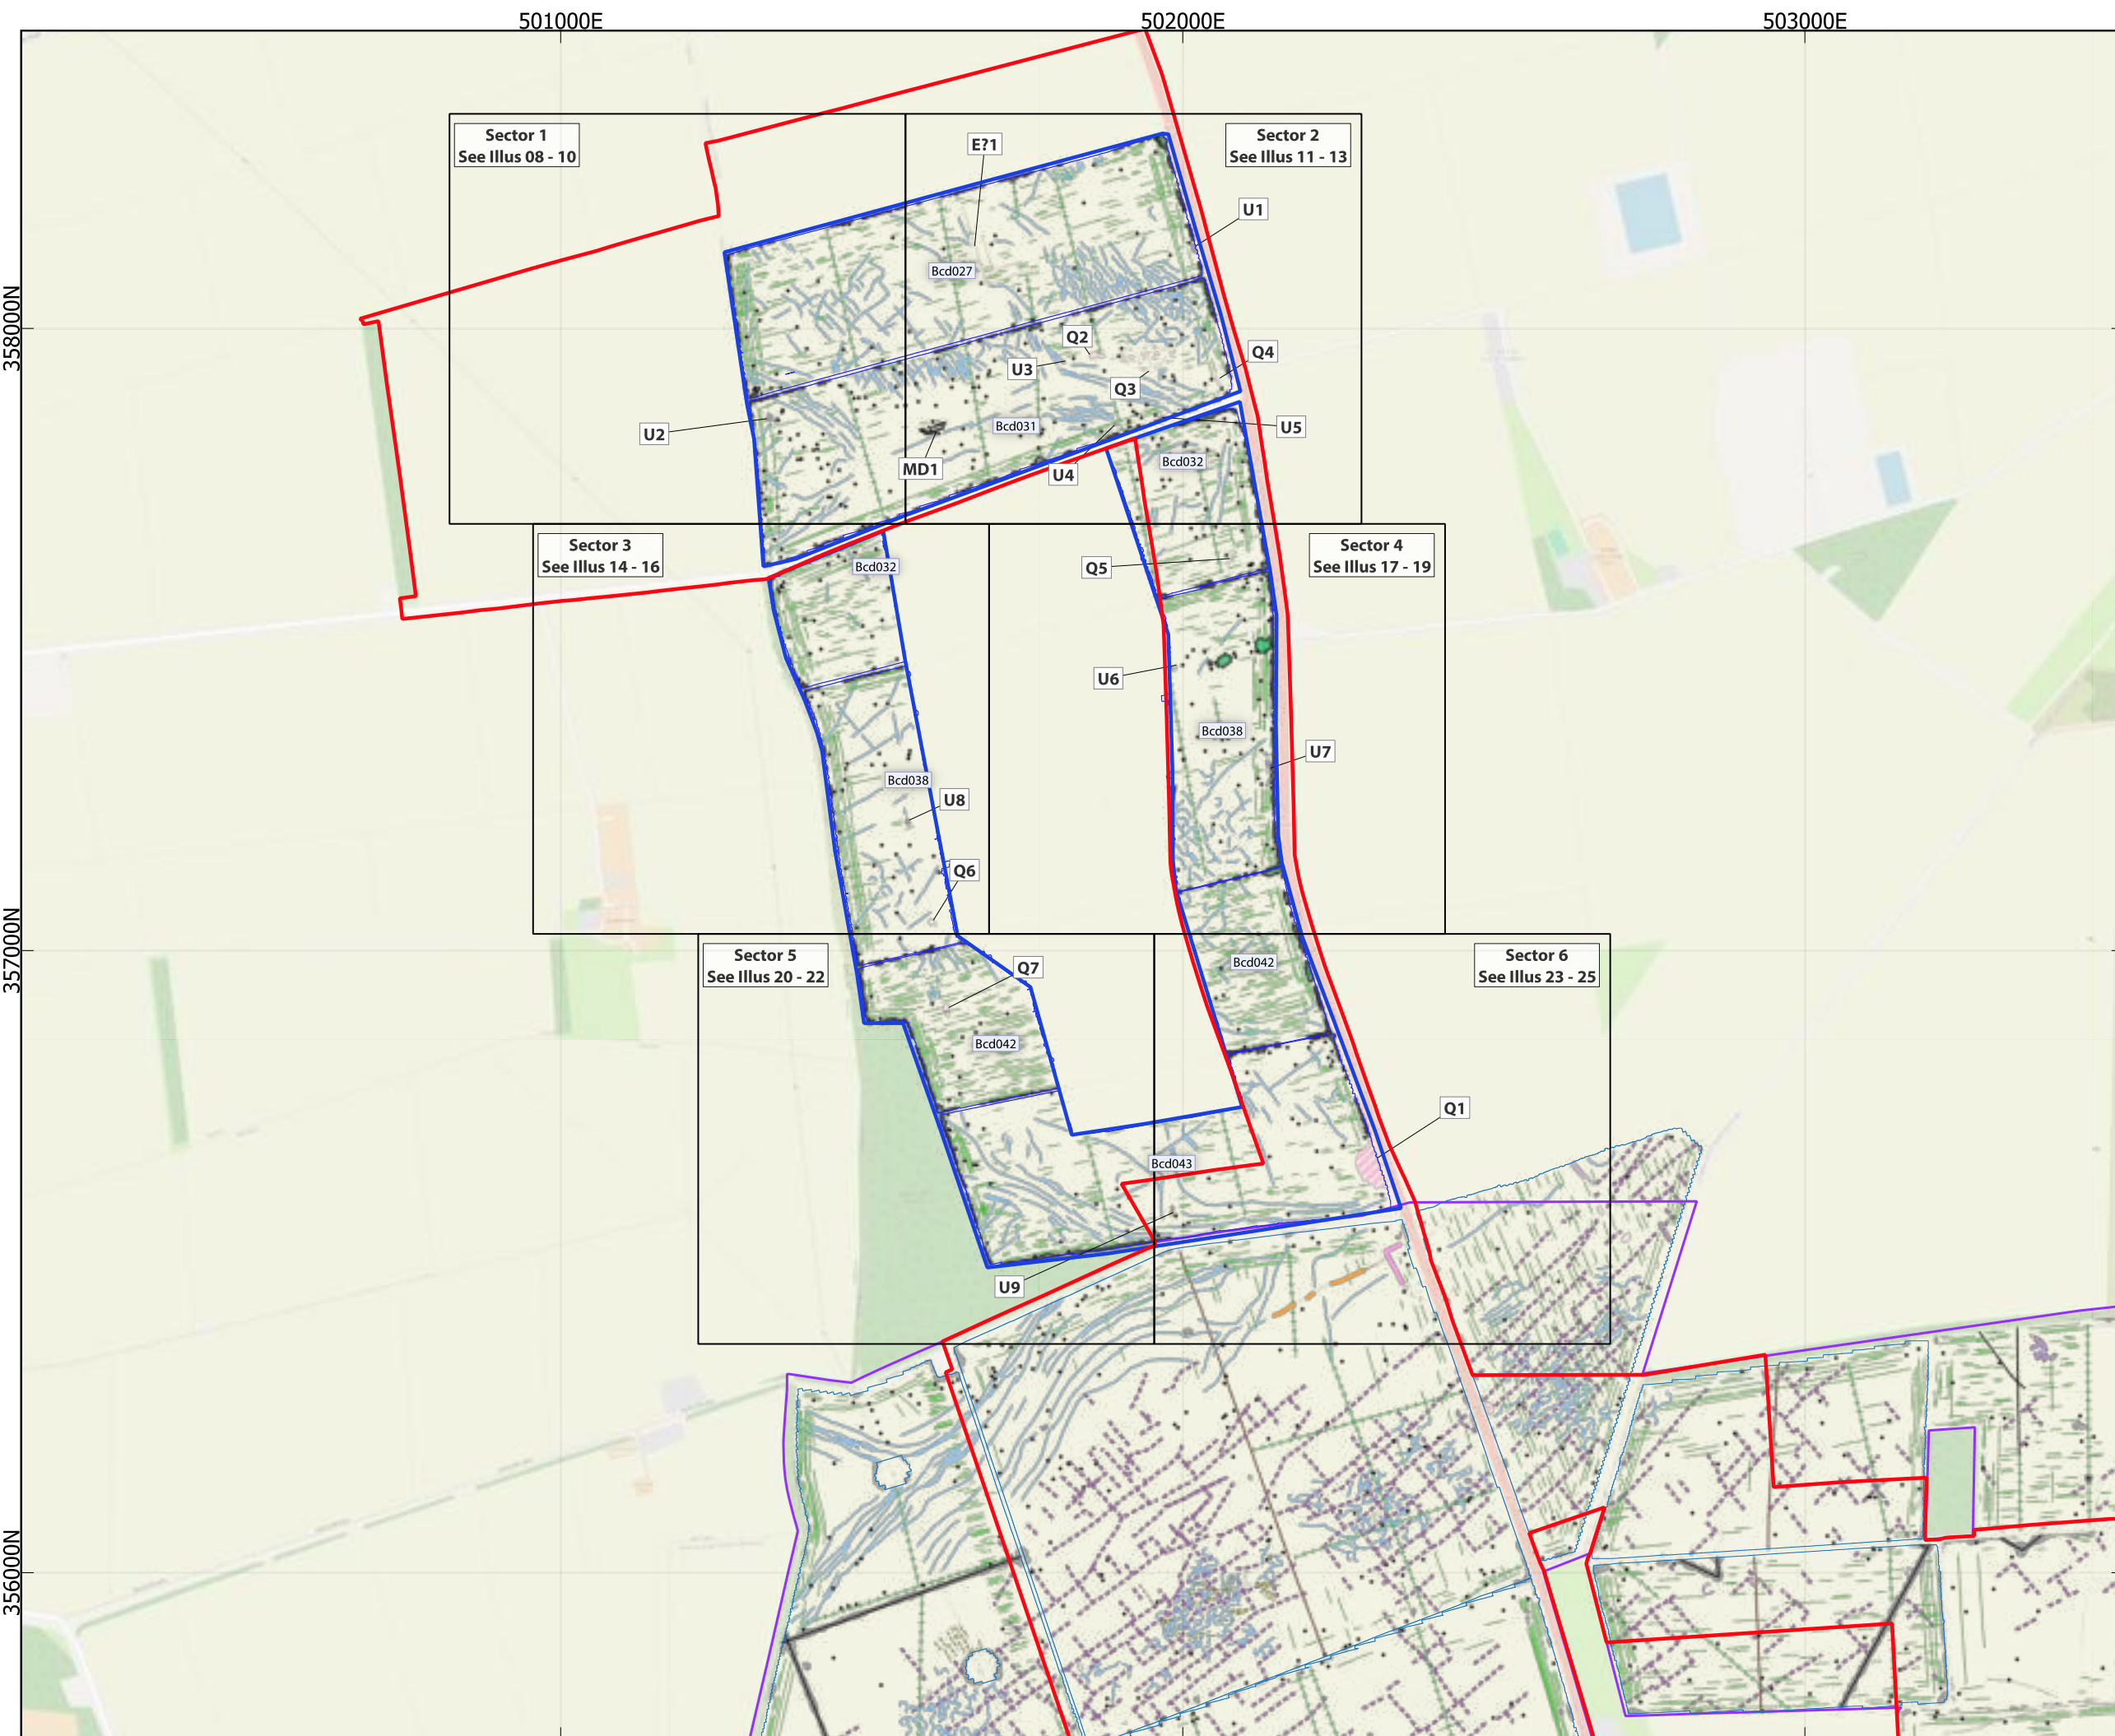 501000E
502000E
503000E
358000N
357000N
356000N
Sector 1
See Illus 08 - 10
Sector 2
See Illus 11 - 13
E?1
U1
Bcd027
Q2
U3
Q4
Q3
U2
Bcd031
U5
MD1
U4
Bcd032
Sector 3
See Illus 14 - 16
Sector 4
See Illus 17 - 19
Bcd032
Q5
U6
Bcd038
U7
Bcd038
U8
Q6
Sector 5
See Illus 20 - 22
Sector 6
See Illus 23 - 25
Q7
Bcd042
Bcd042
Q1
Bcd043
U9